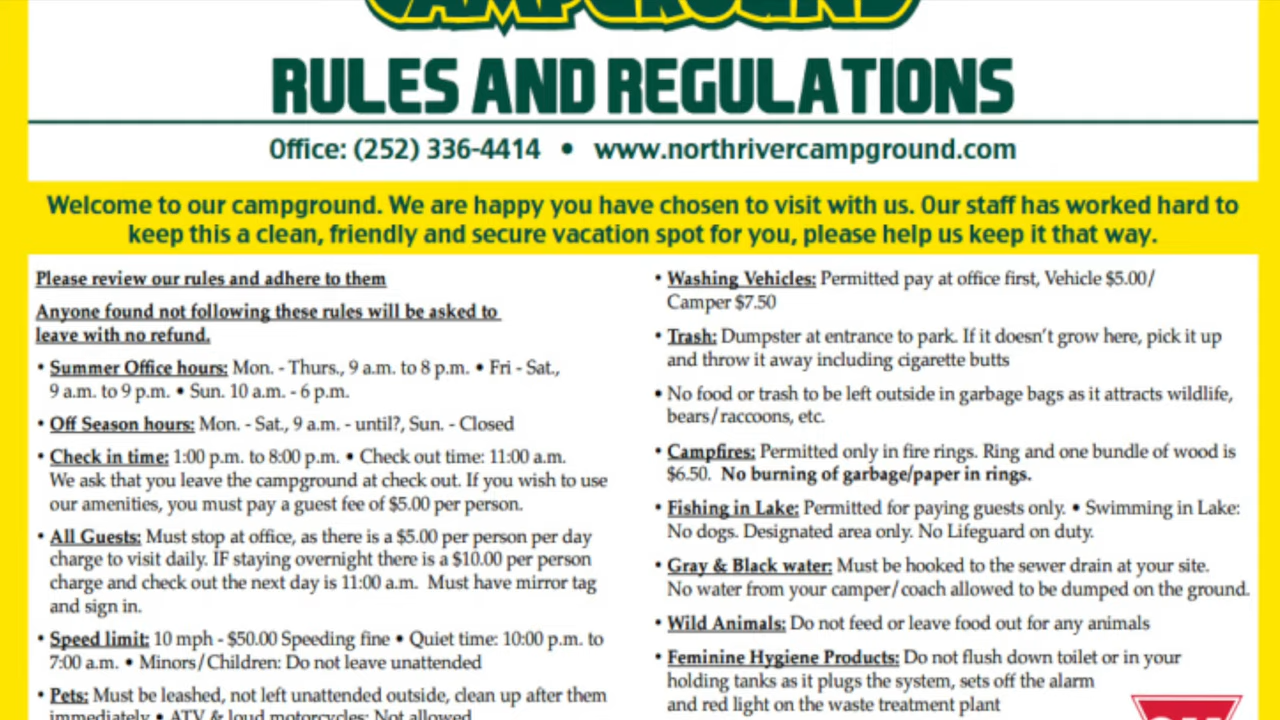 CAMPGROUND
RULES AND REGULATIONS
Office: (252) 336-4414 • www.northrivercampground.com
Welcome to our campground. We are happy you have chosen to visit with us. Our staff has worked hard to
keep this a clean, friendly and secure vacation spot for you, please help us keep it that way.
Please review our rules and adhere to them
Anyone found not following these rules will be asked to
leave with no refund.
• Summer Office hours: Mon. - Thurs., 9 a.m. to 8 p.m. • Fri - Sat.,
9 a.m. to 9 p.m. • Sun. 10 a.m. - 6 p.m.
• Off Season hours: Mon. - Sat., 9 a.m. - until?, Sun. - Closed
• Check in time: 1:00 p.m. to 8:00 p.m. • Check out time: 11:00 a.m.
We ask that you leave the campground at check out. If you wish to use
our amenities, you must pay a guest fee of $5.00 per person.
• All Guests: Must stop at office, as there is a $5.00 per person per day
charge to visit daily. IF staying overnight there is a $10.00 per person
charge and check out the next day is 11:00 a.m. Must have mirror tag
and sign in.
• Speed limit: 10 mph - $50.00 Speeding fine • Quiet time: 10:00 p.m. to
7:00 a.m. • Minors/Children: Do not leave unattended
• Pets: Must be leashed, not left unattended outside, clean up after them
immediately • ATV & loud motorcycles: Not allowed
• Washing Vehicles: Permitted pay at office first, Vehicle $5.00/
Camper $7.50
• Trash: Dumpster at entrance to park. If it doesn't grow here, pick it up
and throw it away including cigarette butts
• No food or trash to be left outside in garbage bags as it attracts wildlife,
bears/raccoons, etc.
• Campfires: Permitted only in fire rings. Ring and one bundle of wood is
$6.50. No burning of garbage/paper in rings.
• Fishing in Lake: Permitted for paying guests only. • Swimming in Lake:
No dogs. Designated area only. No Lifeguard on duty.
• Gray & Black water: Must be hooked to the sewer drain at your site.
No water from your camper/coach allowed to be dumped on the ground.
• Wild Animals: Do not feed or leave food out for any animals
• Feminine Hygiene Products: Do not flush down toilet or in your
holding tanks as it plugs the system, sets off the alarm
and red light on the waste treatment plant